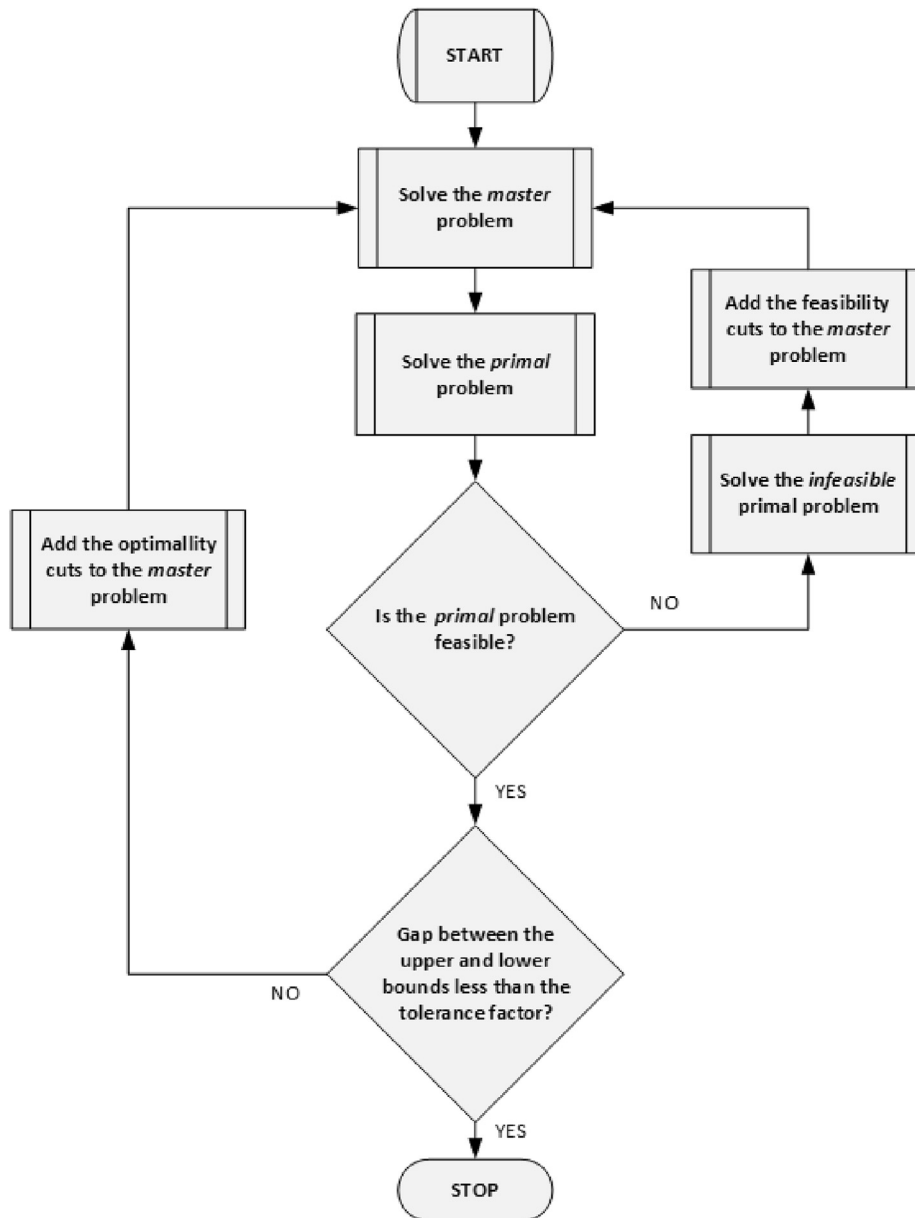 START
Solve the master
problem
Solve the primal
problem
Add the feasibility
cuts to the master
problem
Solve the infeasible
primal problem
Add the optimallity
cuts to the master
problem
Is the primal problem
feasible?
NO
YES
Gap between the
upper and lower
bounds less than the
tolerance factor?
NO
YES
STOP